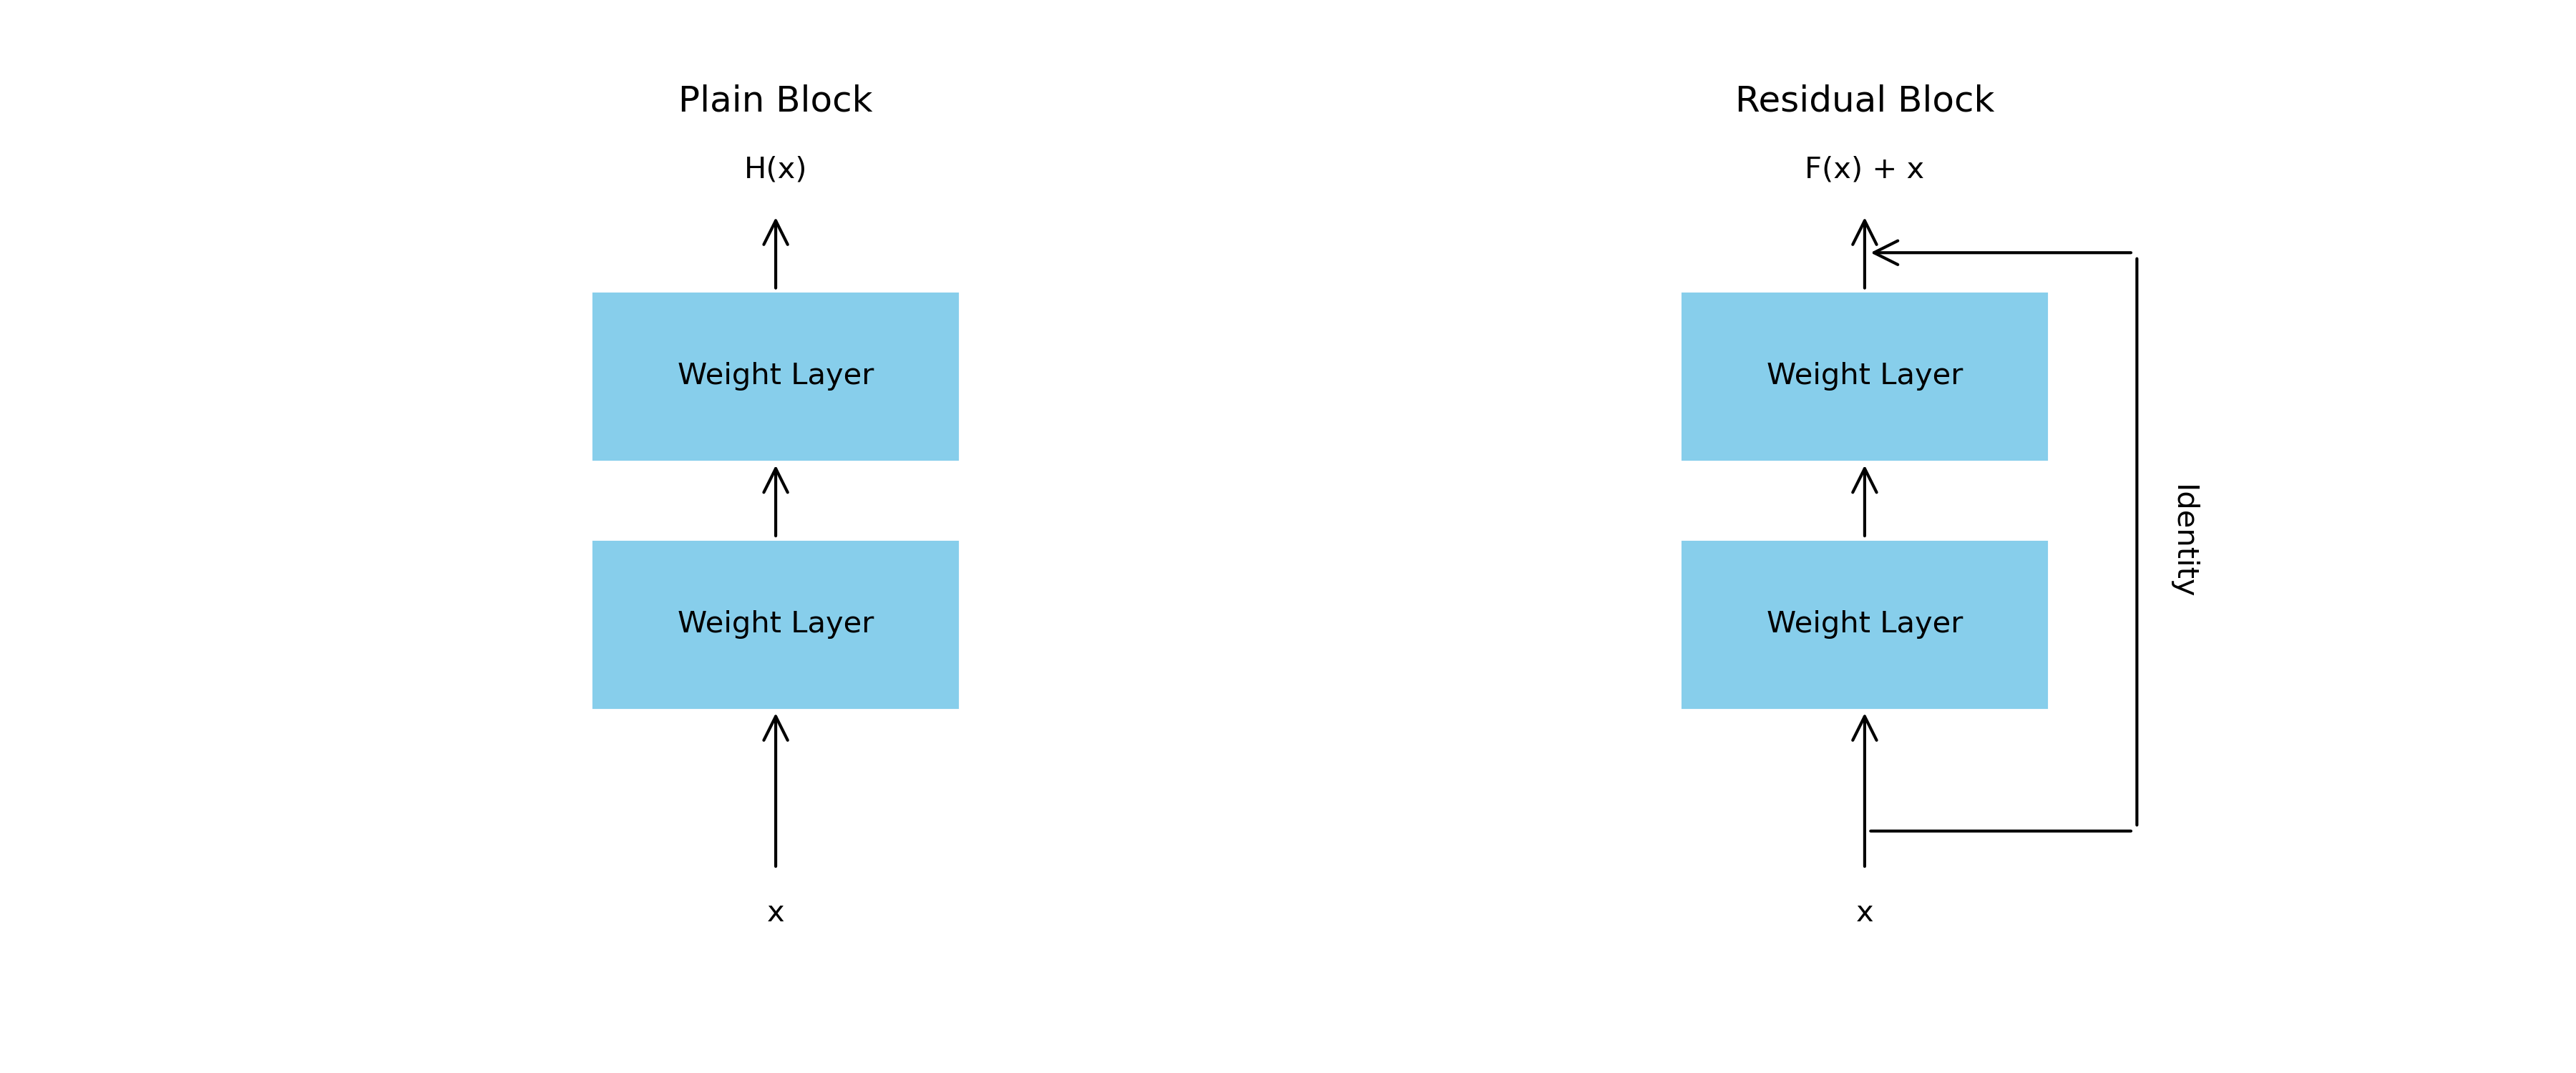 Plain Block
H(x)
Weight Layer
Weight Layer
x
Residual Block
F(x) + x
Weight Layer
Weight Layer
Identity
x